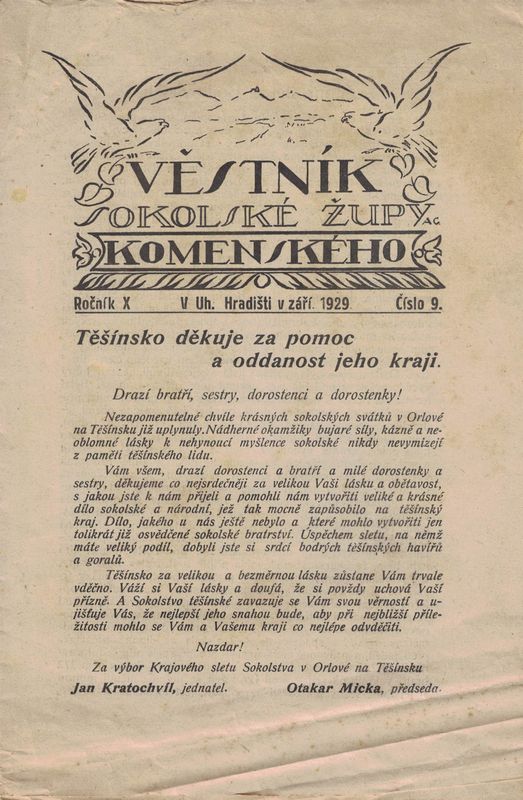 VĚSTNÍK
SOKOLSKÉ ŽUPY
A.G.
KOMENSKÉHO
Ročník X V Uh. Hradišti v září. 1929. Číslo 9.
Těšínsko děkuje za pomoc
a oddanost jeho kraji.
Drazí bratří, sestry, dorostenci a dorostenky!
Nezapomenutelné chvíle krásných sokolských svátků v Orlové
na Těšínsku již uplynuly. Nádherné okamžiky bujaré síly, kázně a ne-
oblomné lásky k nehynoucí myšlence sokolské nikdy nevymizejí
z paměti těšínského lidu.
Vám všem, drazí dorostenci a bratří a milé dorostenky a
sestry, děkujeme co nejsrdečněji za velikou Vaši lásku a obětavost,
s jakou jste k nám přijeli a pomohli nám vytvořiti veliké a krásné
dílo sokolské a národní, jež tak mocně zapůsobilo na těšínský
kraj. Dílo, jakého u nás ještě nebylo a které mohlo vytvořiti jen
tolikrát již osvědčené sokolské bratrství. Úspěchem sletu, na němž
máte veliký podíl, dobyli jste si srdcí bodrých těšínských havířů
a goralů.
Těšínsko za velikou a bezměrnou lásku zůstane Vám trvale
vděčno. Váží si Vaší lásky a doufá, že si povždy uchová Vaší
přízně. A Sokolstvo těšínské zavazuje se Vám svou věrností a u-
jišťuje Vás, že nejlepší jeho snahou bude, aby při nejbližší příle-
žitosti mohlo se Vám a Vašemu kraji co nejlépe odvděčiti.
Nazdar!
Za výbor Krajového sletu Sokolstva v Orlové na Těšínsku
Jan Kratochvíl, jednatel. Otakar Micka, předseda.